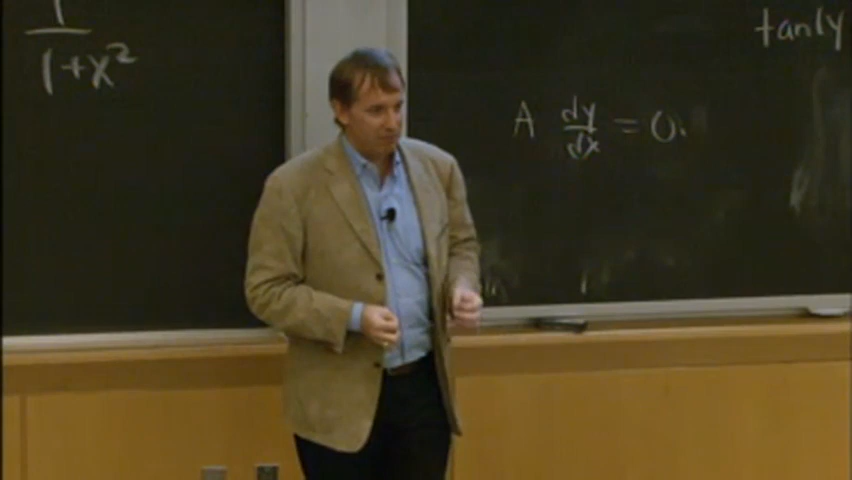 1
1+x²
tan|y
A dy/dx = 0.